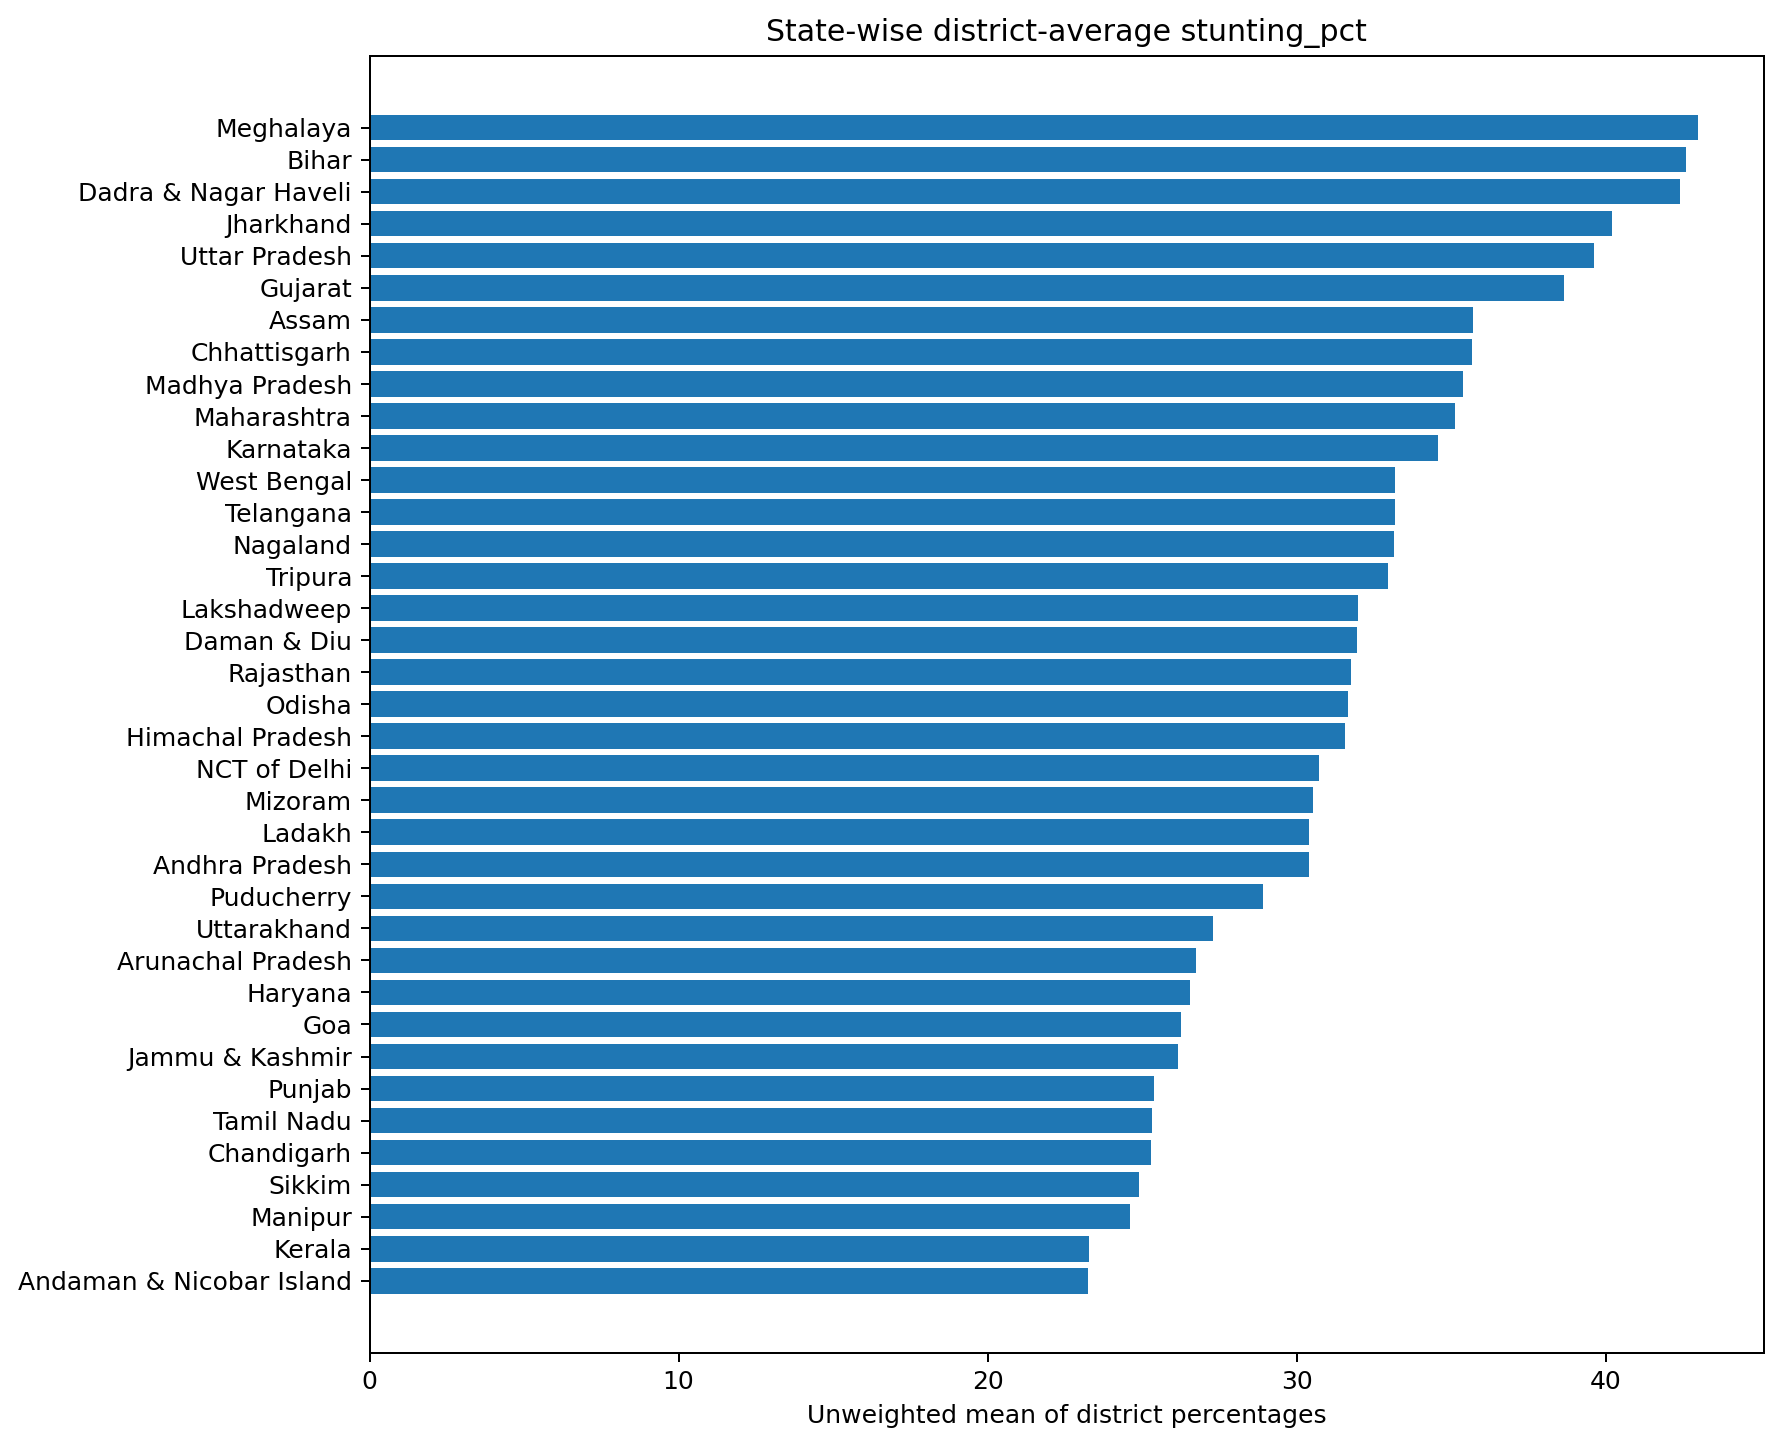 State-wise district-average stunting_pct
Meghalaya
Bihar
Dadra & Nagar Haveli
Jharkhand
Uttar Pradesh
Gujarat
Assam
Chhattisgarh
Madhya Pradesh
Maharashtra
Karnataka
West Bengal
Telangana
Nagaland
Tripura
Lakshadweep
Daman & Diu
Rajasthan
Odisha
Himachal Pradesh
NCT of Delhi
Mizoram
Ladakh
Andhra Pradesh
Puducherry
Uttarakhand
Arunachal Pradesh
Haryana
Goa
Jammu & Kashmir
Punjab
Tamil Nadu
Chandigarh
Sikkim
Manipur
Kerala
Andaman & Nicobar Island
0 10 20 30 40
Unweighted mean of district percentages